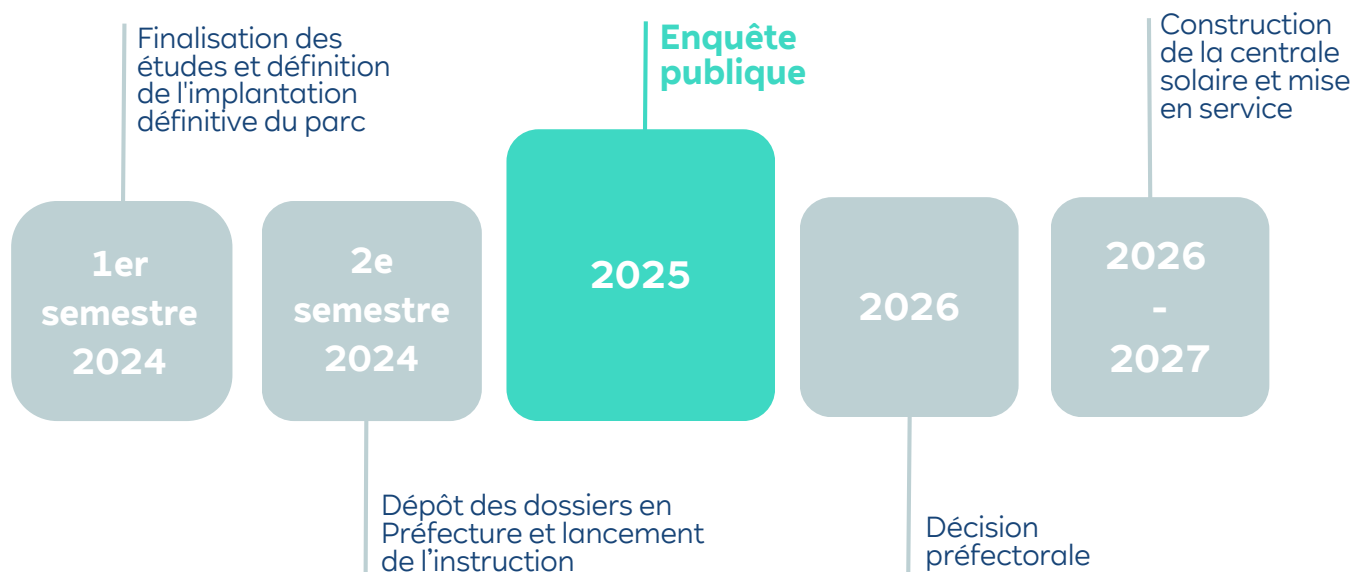 Finalisation des
études et définition
de l'implantation
définitive du parc
1er
semestre
2024
2e
semestre
2024
Dépôt des dossiers en
Préfecture et lancement
de l’instruction
Enquête
publique
2025
2026
Décision
préfectorale
Construction
de la centrale
solaire et mise
en service
2026
-
2027